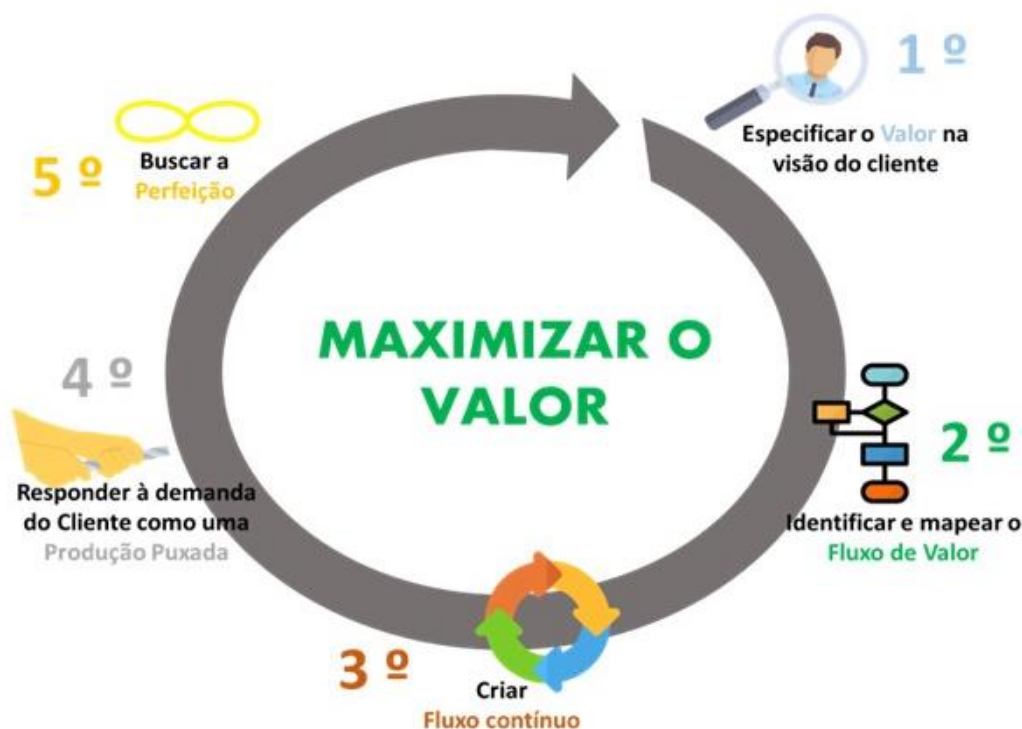 1 º
Especificar o Valor na
visão do cliente
2 º
Identificar e mapear o
Fluxo de Valor
3 º
Criar
Fluxo contínuo
4 º
Responder à demanda
do Cliente como uma
Produção Puxada
5 º
Buscar a
Perfeição
MAXIMIZAR O
VALOR